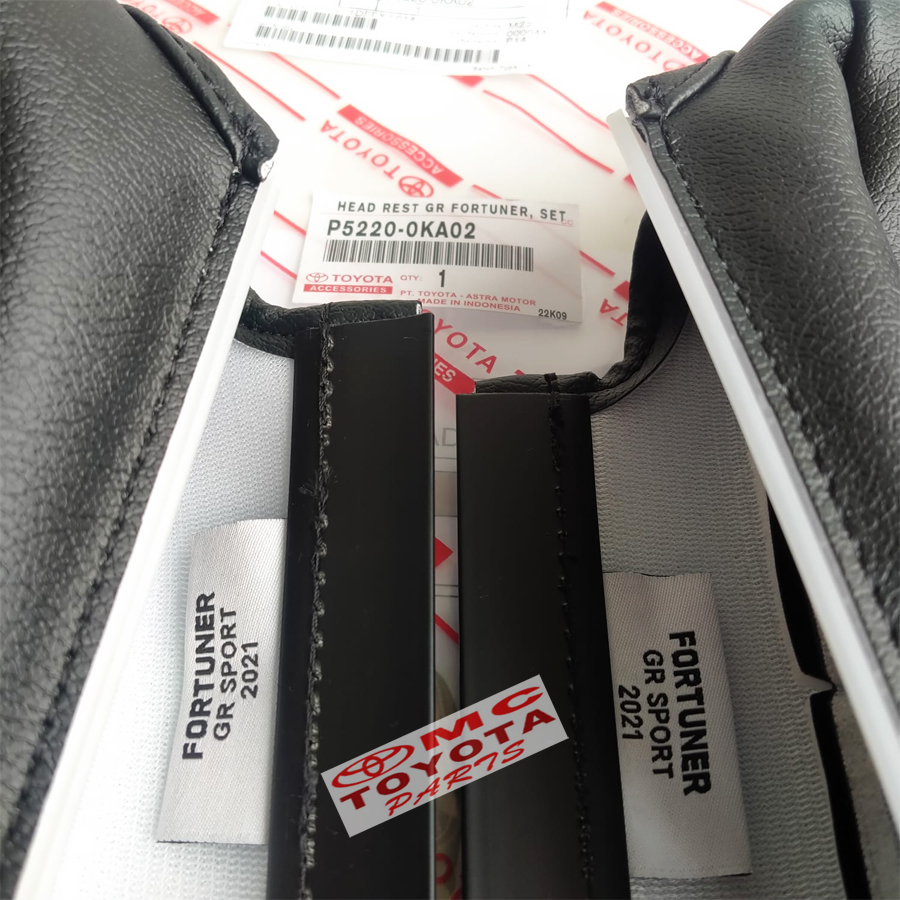 TOYOTA
ACCESSORIES
ACCESSORIES
TOYOTA
HEAD REST GR FORTUNER, SET
P5220-0KA02
TOYOTA
ACCESSORIES
QTY: 1
PT. TOYOTA - ASTRA MOTOR
MADE IN INDONESIA
22K09
FORTUNER
GR SPORT
2021
FORTUNER
GR SPORT
2021
MC
TOYOTA
PARTS